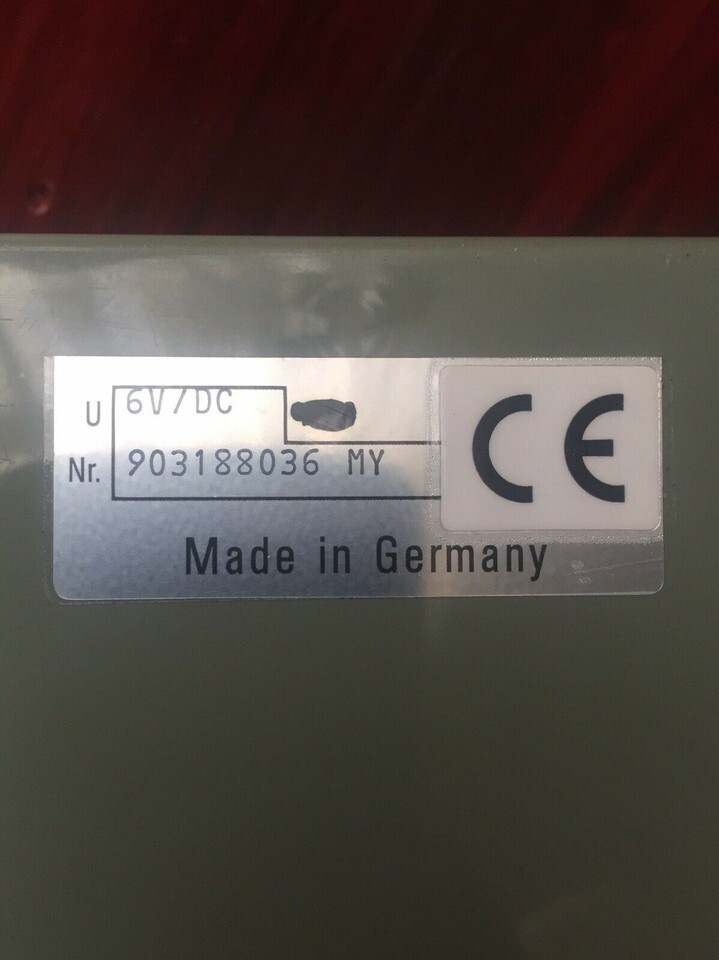 U 6V/DC
Nr. 903188036 MY
CE
Made in Germany